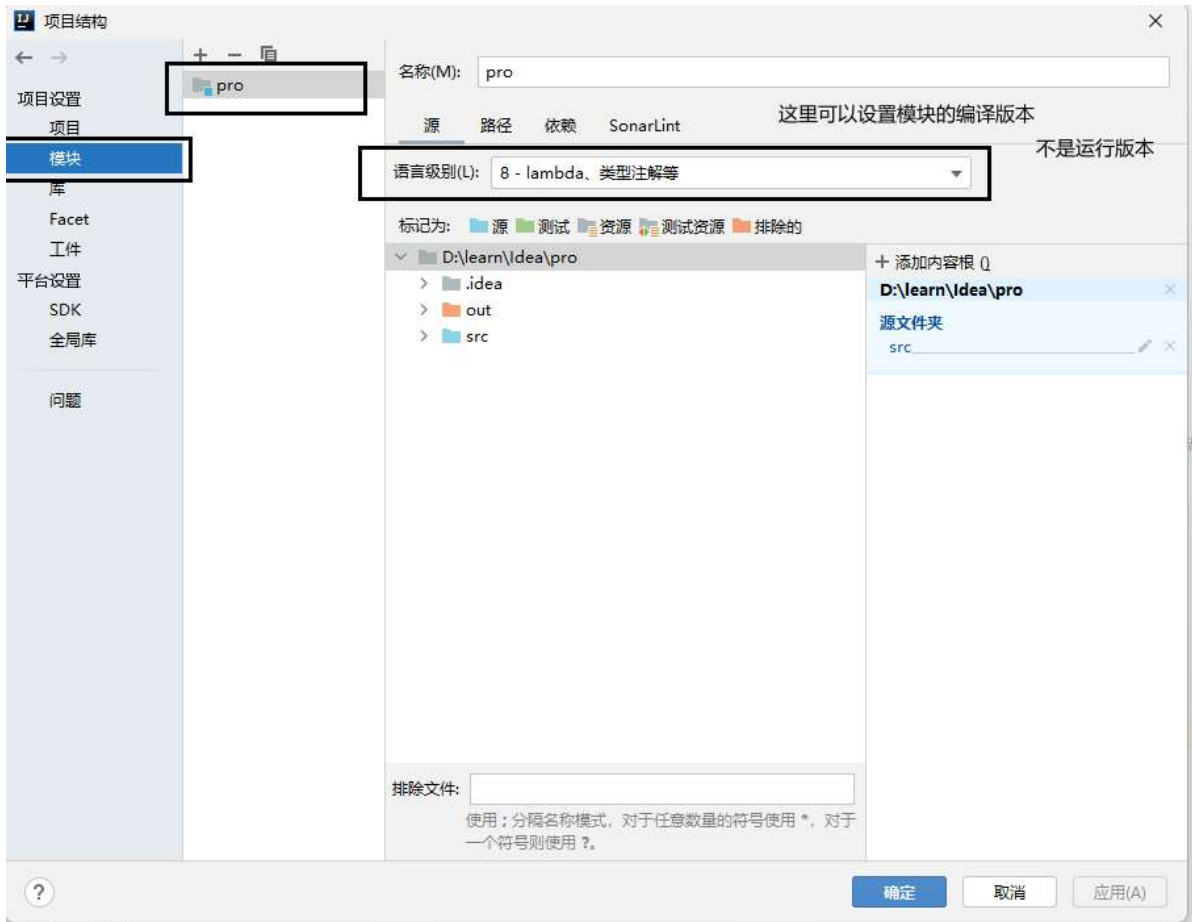 项目结构
项目设置
项目
模块
库
Facet
工件
平台设置
SDK
全局库
问题
pro
名称(M): pro
这里可以设置模块的编译版本
不是运行版本
源 路径 依赖 SonarLint
语言级别(L): 8 - lambda、类型注解等
标记为: 源 测试 资源 测试资源 排除的
D:\learn\Idea\pro
.idea
out
src
+ 添加内容根 ()
D:\learn\Idea\pro
源文件夹
src
排除文件:
使用 ; 分隔名称模式, 对于任意数量的符号使用 *, 对于
一个符号则使用 ?。
? 确定 取消 应用(A)